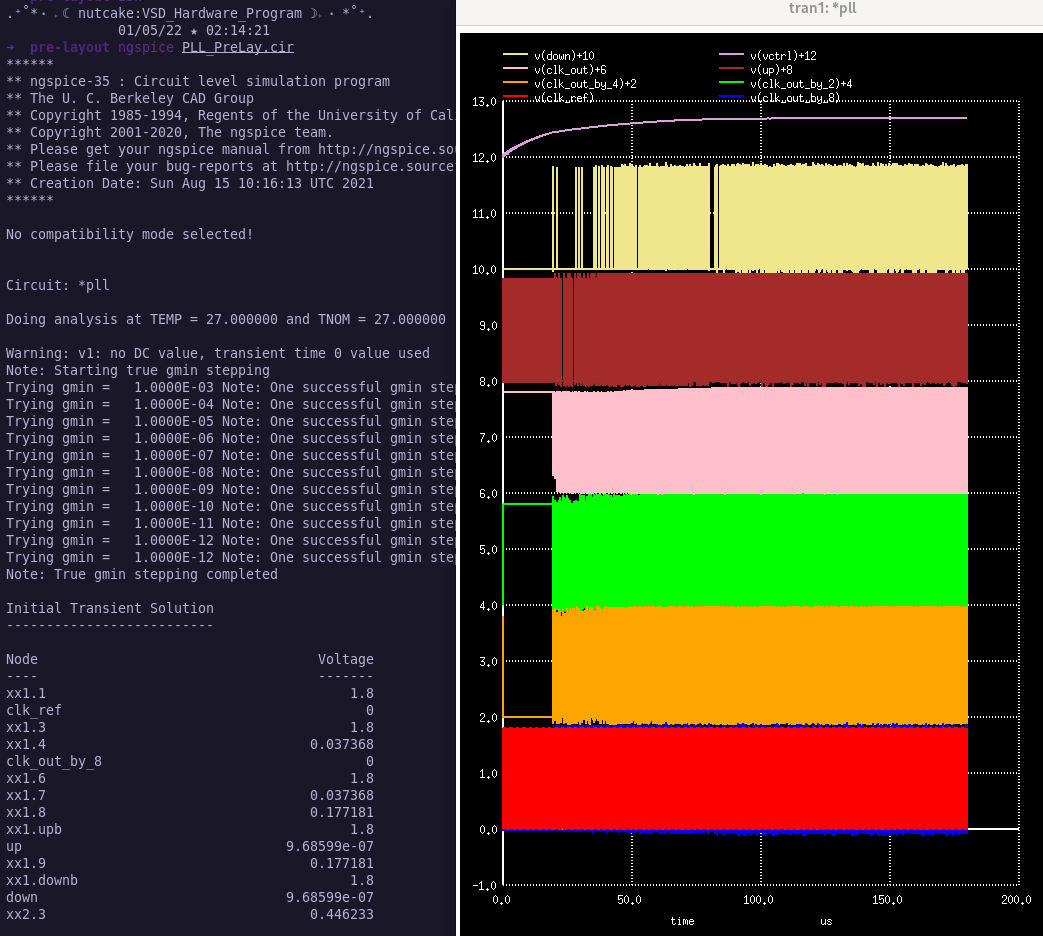 .⁺˚*· ˖☾ nutcake:VSD_Hardware_Program ☽˖ · *˚⁺.
01/05/22 ★ 02:14:21
→ pre-layout ngspice PLL_PreLay.cir
******
** ngspice-35 : Circuit level simulation program
** The U. C. Berkeley CAD Group
** Copyright 1985-1994, Regents of the University of Cal
** Copyright 2001-2020, The ngspice team.
** Please get your ngspice manual from http://ngspice.sou
** Please file your bug-reports at http://ngspice.source
** Creation Date: Sun Aug 15 10:16:13 UTC 2021
******
No compatibility mode selected!
Circuit: *pll
Doing analysis at TEMP = 27.000000 and TNOM = 27.000000
Warning: v1: no DC value, transient time 0 value used
Note: Starting true gmin stepping
Trying gmin =   1.0000E-03 Note: One successful gmin step
Trying gmin =   1.0000E-04 Note: One successful gmin step
Trying gmin =   1.0000E-05 Note: One successful gmin step
Trying gmin =   1.0000E-06 Note: One successful gmin step
Trying gmin =   1.0000E-07 Note: One successful gmin step
Trying gmin =   1.0000E-08 Note: One successful gmin step
Trying gmin =   1.0000E-09 Note: One successful gmin step
Trying gmin =   1.0000E-10 Note: One successful gmin step
Trying gmin =   1.0000E-11 Note: One successful gmin step
Trying gmin =   1.0000E-12 Note: One successful gmin step
Trying gmin =   1.0000E-12 Note: One successful gmin step
Note: True gmin stepping completed
Initial Transient Solution
--------------------------
Node Voltage
---- -------
xx1.1 1.8
clk_ref 0
xx1.3 1.8
xx1.4 0.037368
clk_out_by_8 0
xx1.6 1.8
xx1.7 0.037368
xx1.8 0.177181
xx1.upb 1.8
up 9.68599e-07
xx1.9 0.177181
xx1.downb 1.8
down 9.68599e-07
xx2.3 0.446233
tran1: *pll
v(down)+10 v(vctrl)+12
v(clk_out)+6 v(up)+8
v(clk_out_by_4)+2 v(clk_out_by_2)+4
v(clk_ref) v(clk_out_by_8)
13.0
12.0
11.0
10.0
9.0
8.0
7.0
6.0
5.0
4.0
3.0
2.0
1.0
0.0
-1.0
0.0 50.0 100.0 150.0 200.0
time us